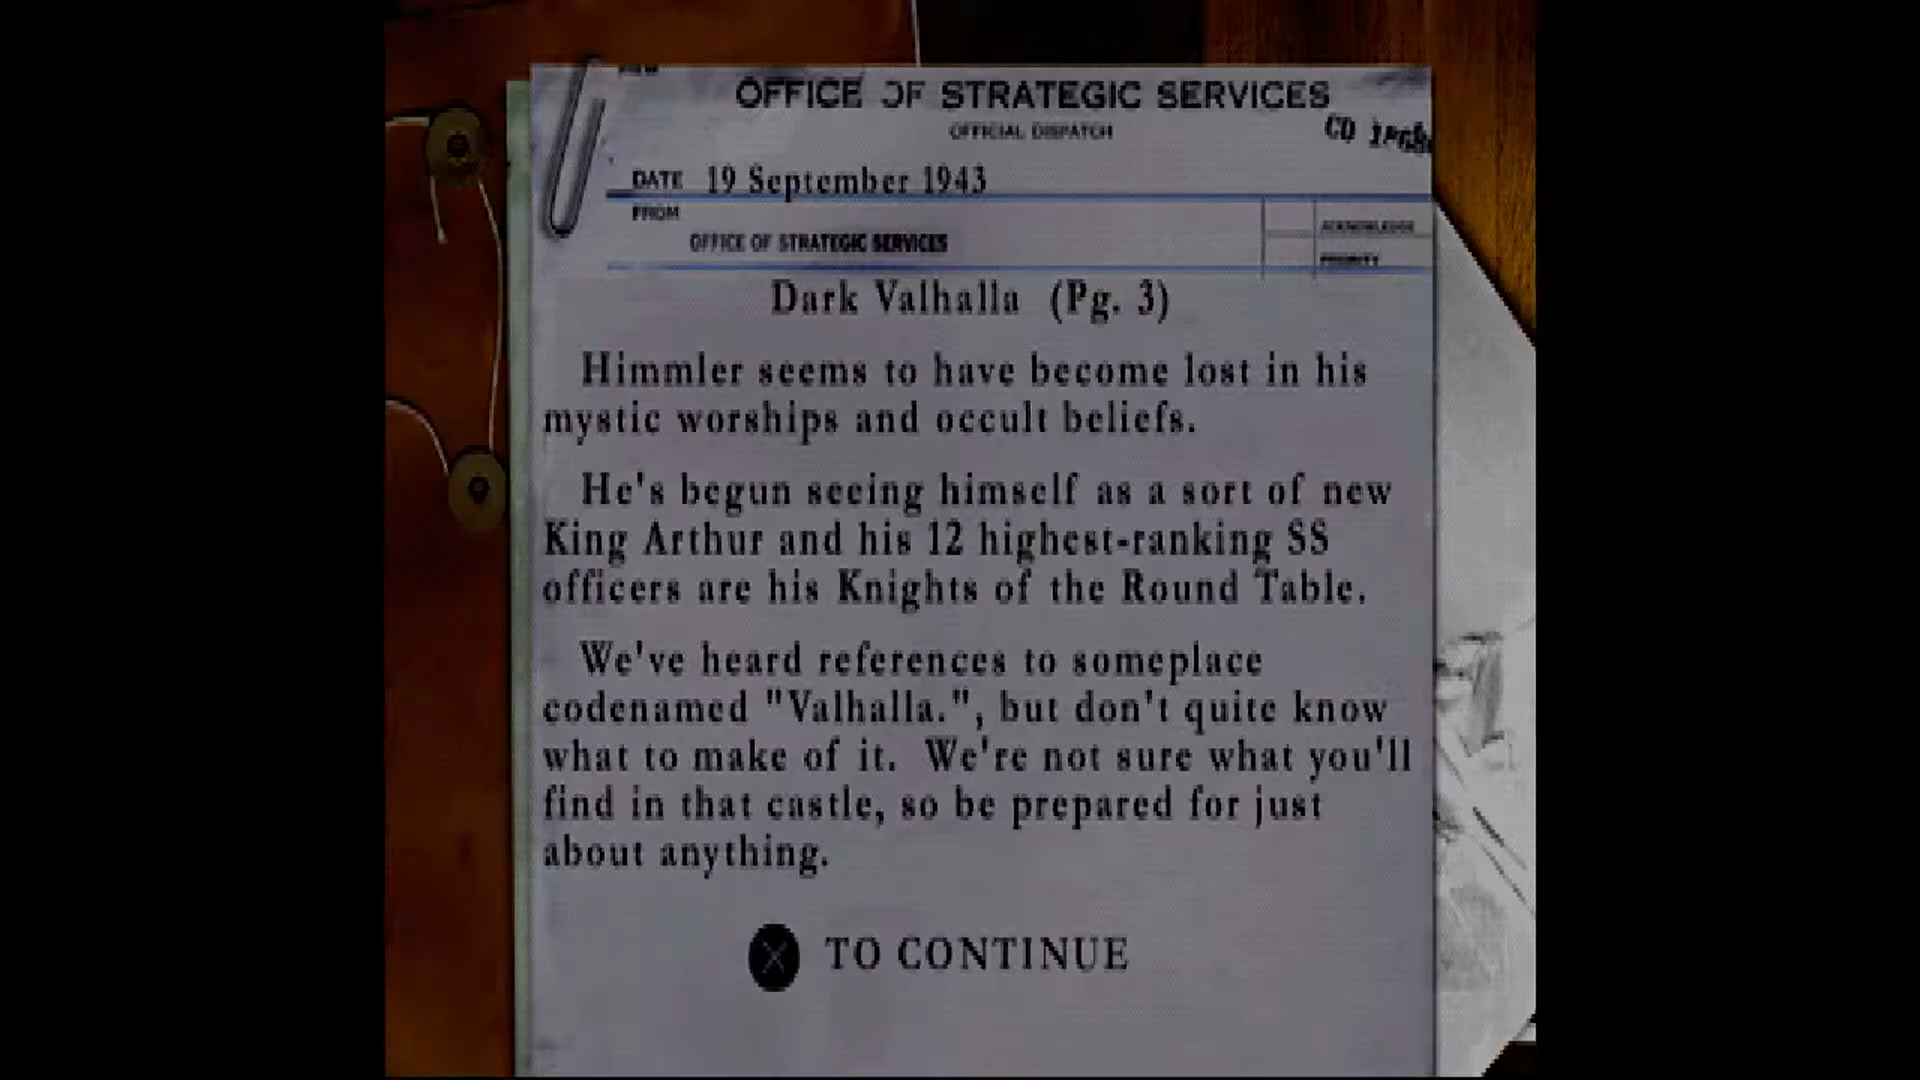 OFFICE OF STRATEGIC SERVICES
OFFICIAL DISPATCH
CD
DATE 19 September 1943
FROM
OFFICE OF STRATEGIC SERVICES
ACKNOWLEDGE
PRIORITY
Dark Valhalla (Pg. 3)
Himmler seems to have become lost in his
mystic worships and occult beliefs.
He's begun seeing himself as a sort of new
King Arthur and his 12 highest-ranking SS
officers are his Knights of the Round Table.
We've heard references to someplace
codenamed "Valhalla.", but don't quite know
what to make of it. We're not sure what you'll
find in that castle, so be prepared for just
about anything.
X TO CONTINUE